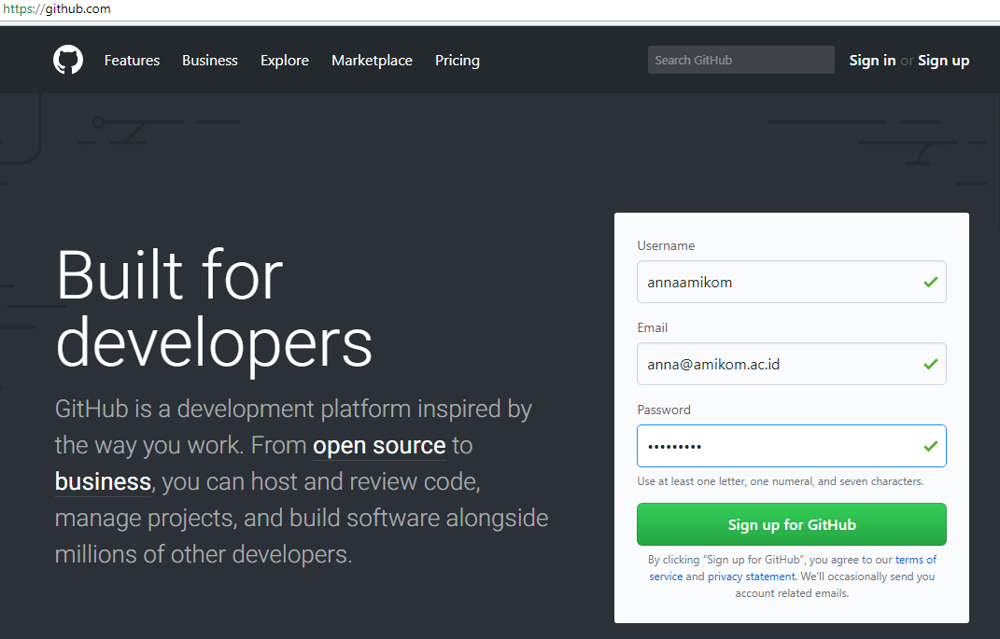 https://github.com
Features Business Explore Marketplace Pricing Search GitHub Sign in or Sign up
Built for
developers
GitHub is a development platform inspired by
the way you work. From open source to
business, you can host and review code,
manage projects, and build software alongside
millions of other developers.
Username
annaamikom
Email
anna@amikom.ac.id
Password
•••••••••
Use at least one letter, one numeral, and seven characters.
Sign up for GitHub
By clicking “Sign up for GitHub”, you agree to our terms of
service and privacy statement. We’ll occasionally send you
account related emails.